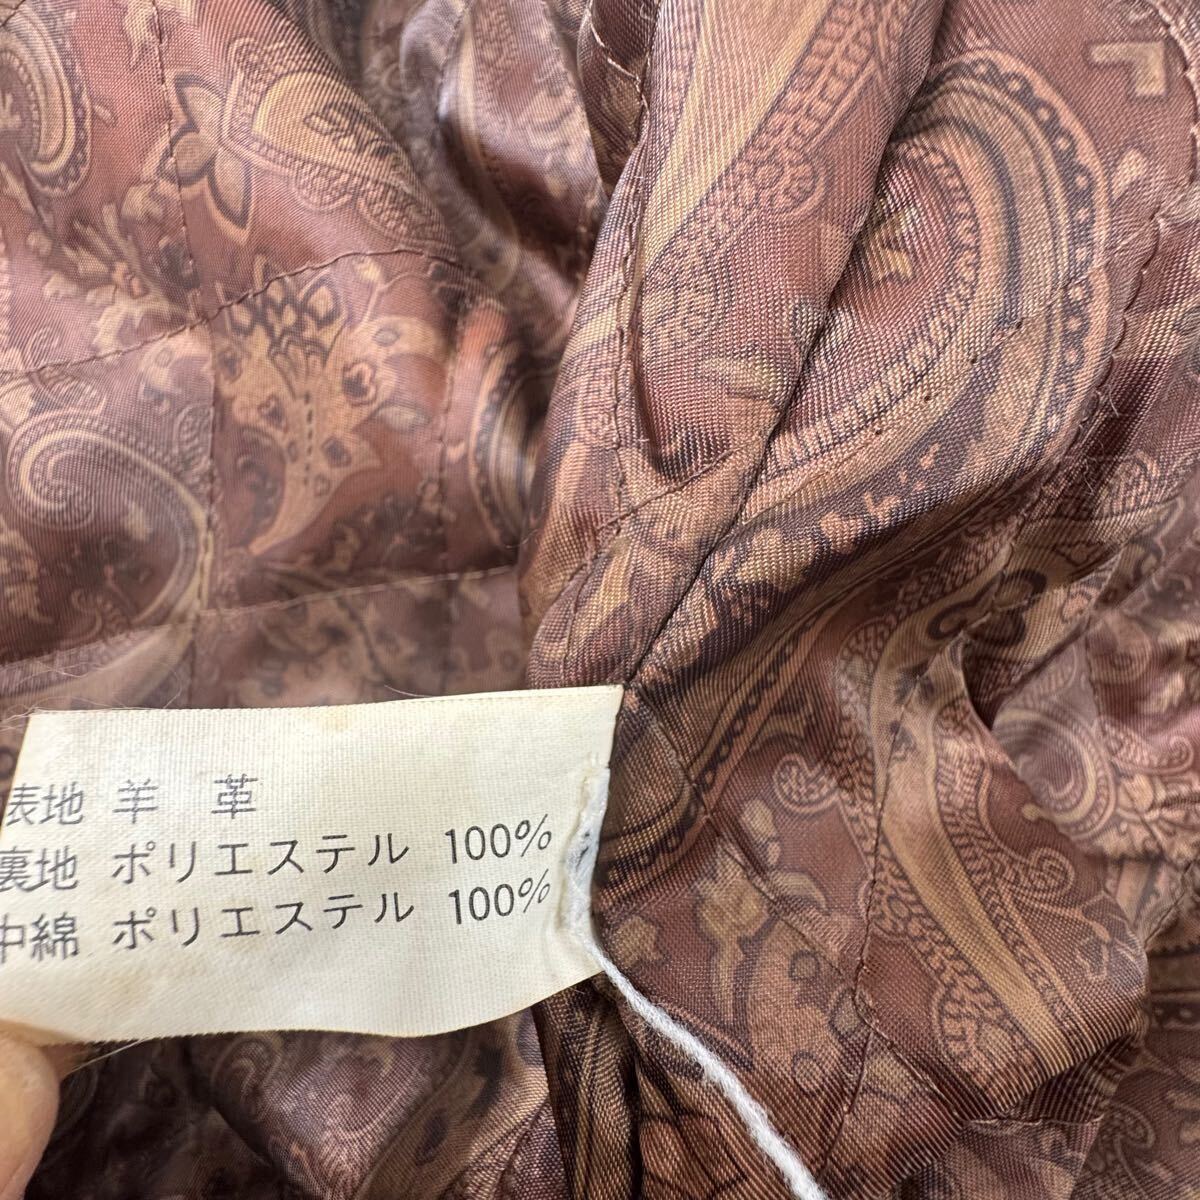 表地 羊 革
裏地 ポリエステル 100%
中綿 ポリエステル 100%